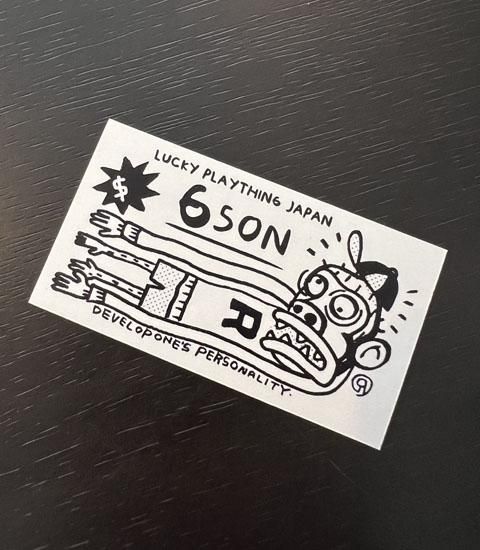 LUCKY PLAYTHING JAPAN
$
6SON
R
DEVELOPONE'S PERSONALITY.
®